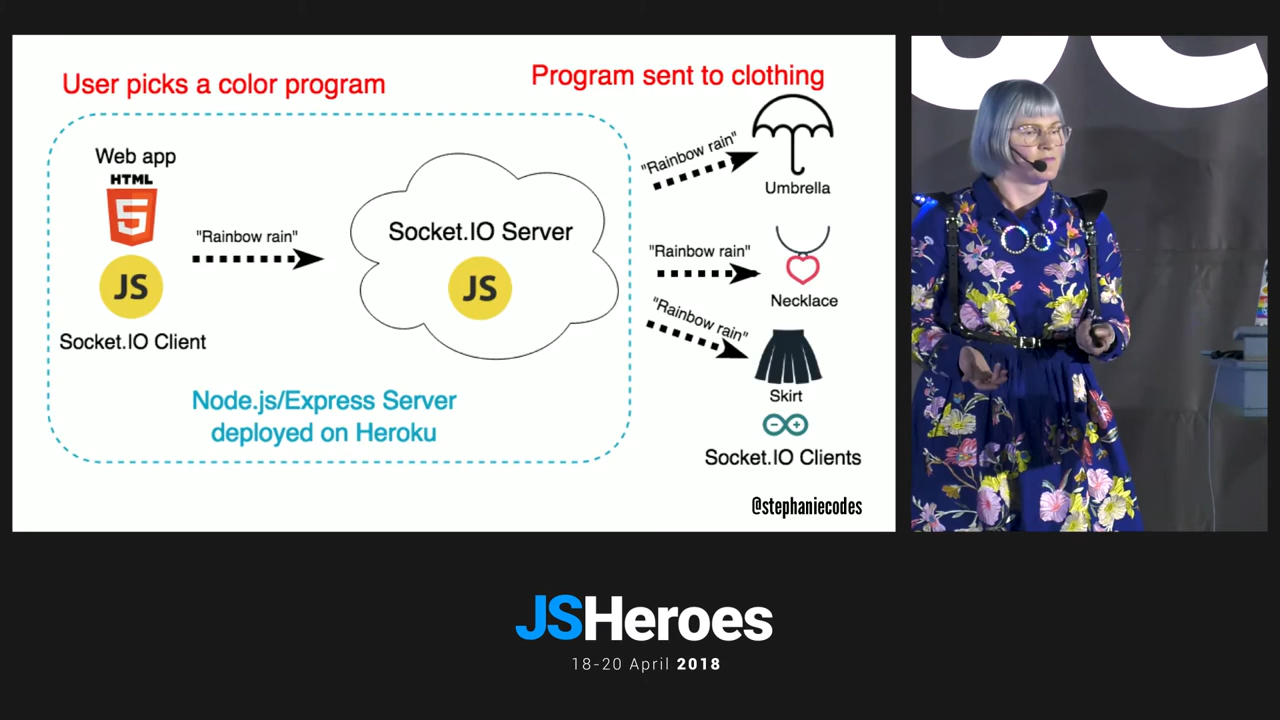 User picks a color program
Program sent to clothing
Web app
HTML
5
JS
Socket.IO Client
"Rainbow rain"
Socket.IO Server
JS
Node.js/Express Server
deployed on Heroku
"Rainbow rain"
Umbrella
"Rainbow rain"
Necklace
"Rainbow rain"
Skirt
Socket.IO Clients
@stephaniecodes
JSHeroes
18-20 April 2018